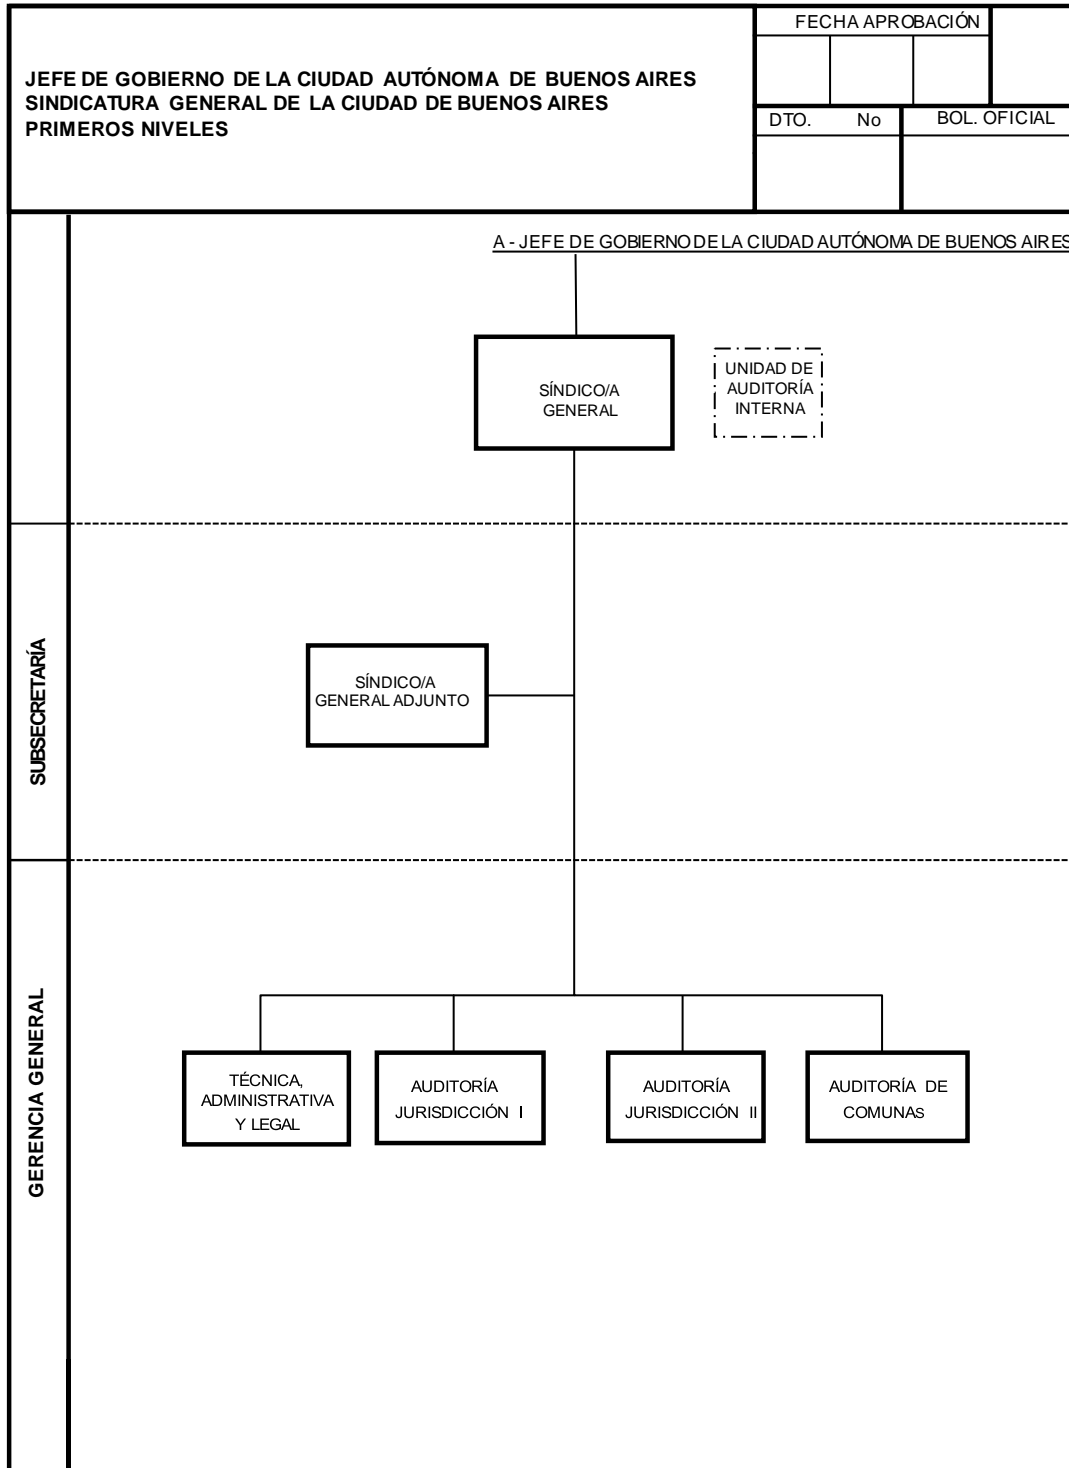 FECHA APROBACIÓN
JEFE DE GOBIERNO DE LA CIUDAD AUTÓNOMA DE BUENOS AIRES
SINDICATURA GENERAL DE LA CIUDAD DE BUENOS AIRES
PRIMEROS NIVELES
DTO. No
BOL. OFICIAL
A - JEFE DE GOBIERNO DE LA CIUDAD AUTÓNOMA DE BUENOS AIRES
SÍNDICO/A
GENERAL
UNIDAD DE
AUDITORÍA
INTERNA
SUBSECRETARÍA
SÍNDICO/A
GENERAL ADJUNTO
GERENCIA GENERAL
TÉCNICA,
ADMINISTRATIVA
Y LEGAL
AUDITORÍA
JURISDICCIÓN I
AUDITORÍA
JURISDICCIÓN II
AUDITORÍA DE
COMUNAS